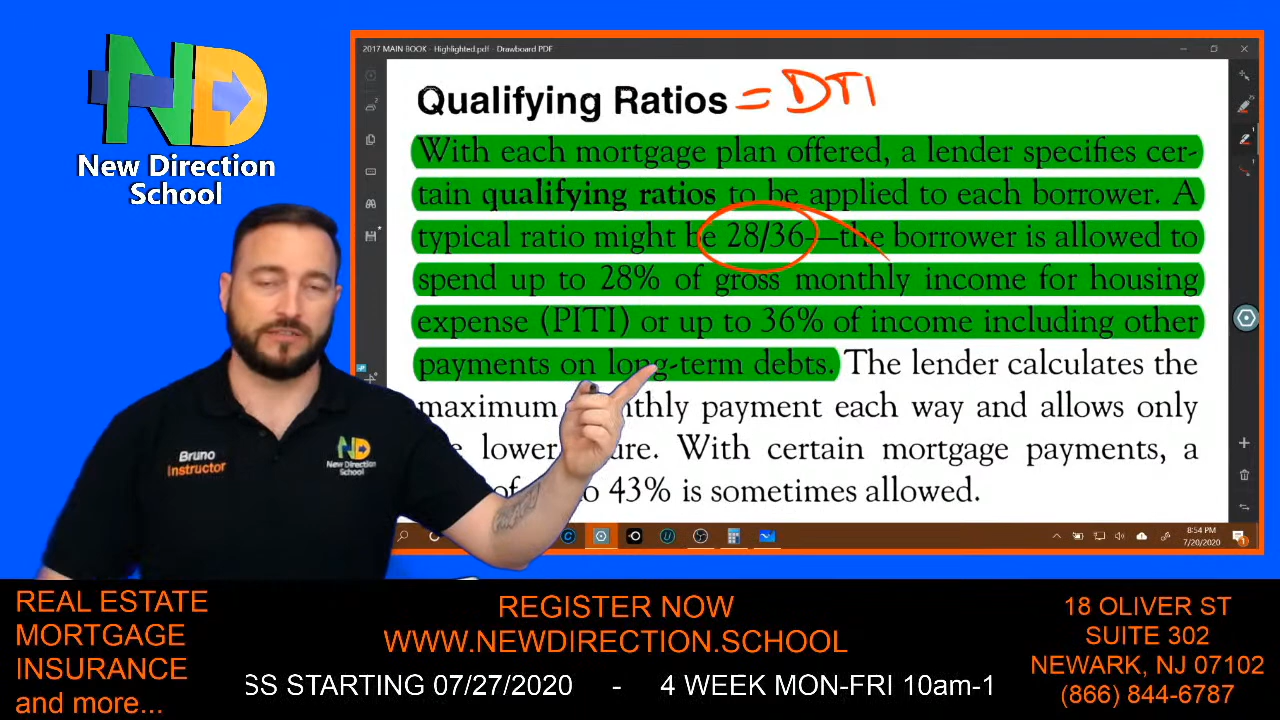 ND
New Direction
School
2017 MAIN BOOK - Highlighted.pdf - Drawboard PDF
Qualifying Ratios = DTI
With each mortgage plan offered, a lender specifies cer-
tain qualifying ratios to be applied to each borrower. A
typical ratio might be 28/36—the borrower is allowed to
spend up to 28% of gross monthly income for housing
expense (PITI) or up to 36% of income including other
payments on long-term debts. The lender calculates the
maximum payment each way and allows only
lower. With certain mortgage payments, a
43% is sometimes allowed.
Bruno
Instructor
ND
New Direction
School
8:54 PM
7/20/2020
REAL ESTATE
MORTGAGE
INSURANCE
and more...
REGISTER NOW
WWW.NEWDIRECTION.SCHOOL
SS STARTING 07/27/2020 - 4 WEEK MON-FRI 10am-1
18 OLIVER ST
SUITE 302
NEWARK, NJ 07102
(866) 844-6787